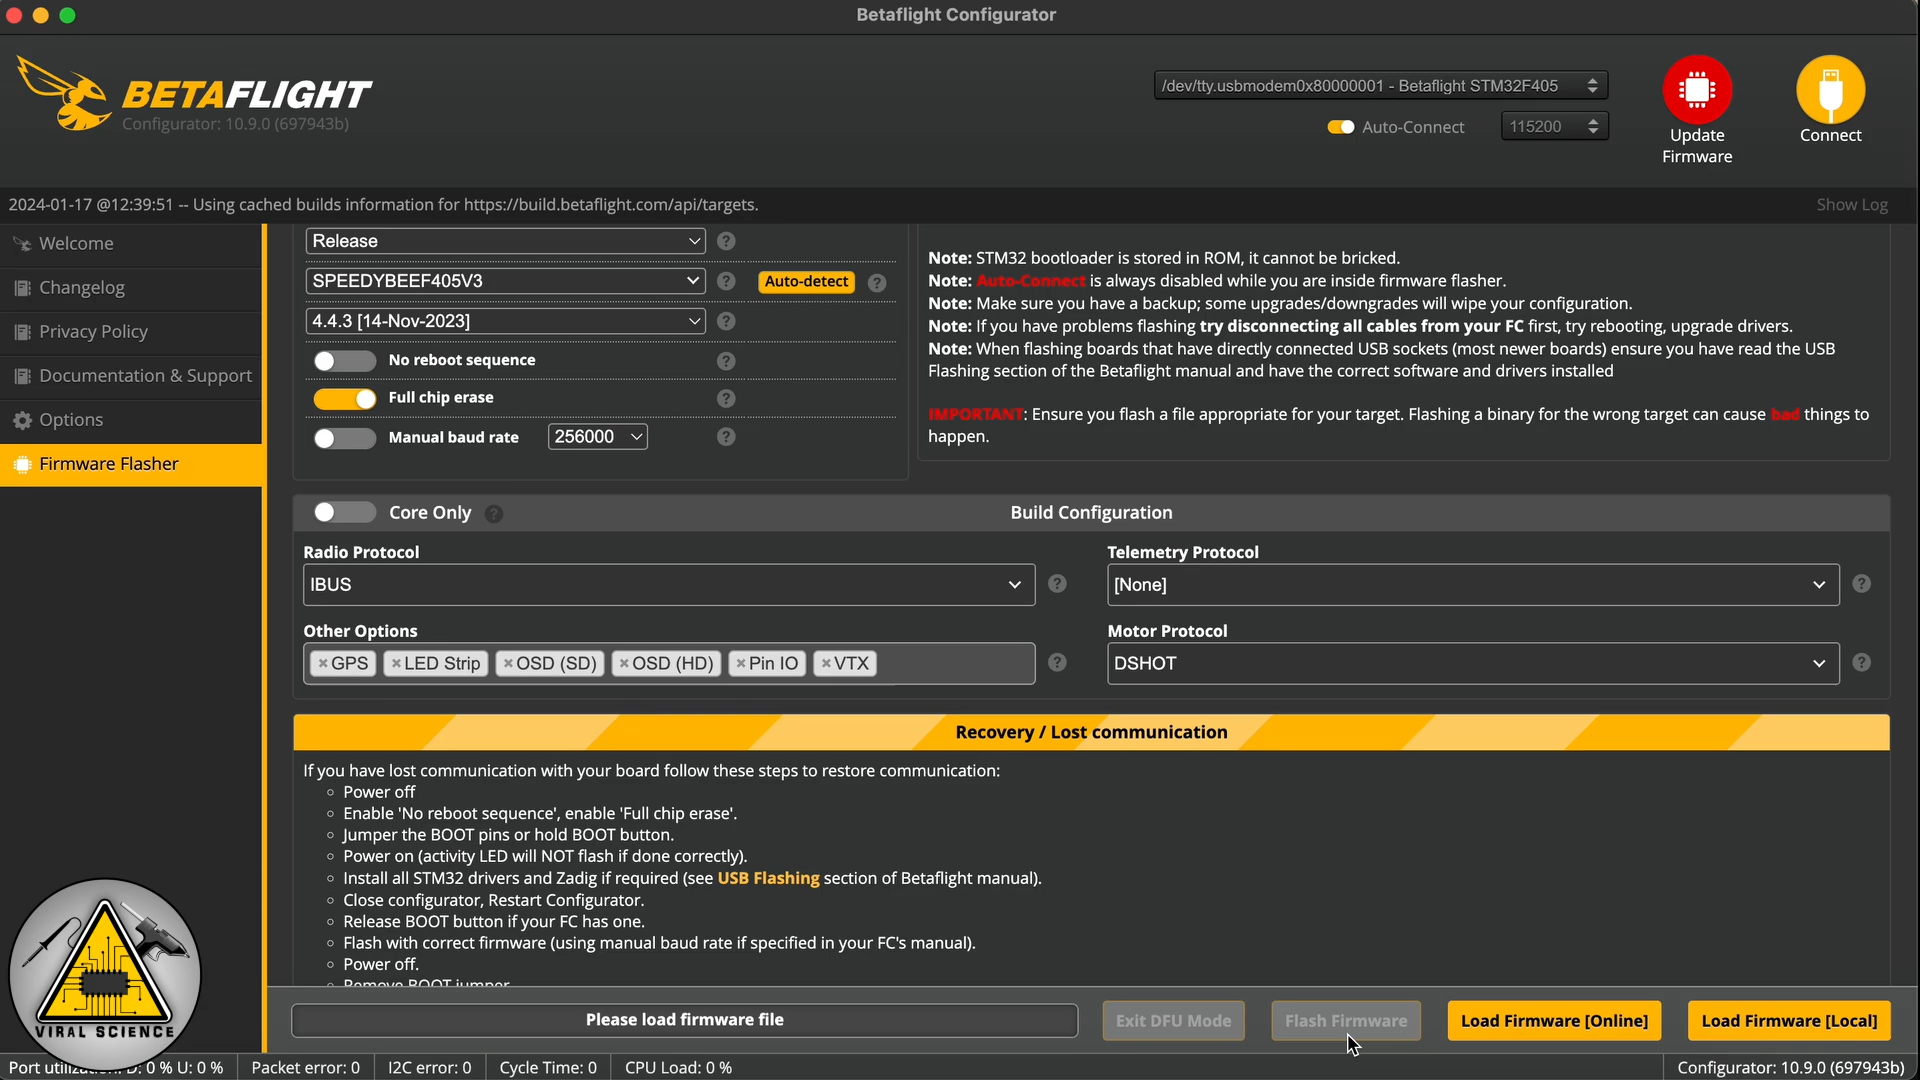 Betaflight Configurator
BETAFLIGHT
Configurator: 10.9.0 (697943b)
/dev/tty.usbmodem0x80000001 - Betaflight STM32F405
Auto-Connect
115200
Update
Firmware
Connect
2024-01-17 @12:39:51 -- Using cached builds information for https://build.betaflight.com/api/targets.
Show Log
Welcome
Changelog
Privacy Policy
Documentation & Support
Options
Firmware Flasher
Release
SPEEDYBEEF405V3
Auto-detect
4.4.3 [14-Nov-2023]
No reboot sequence
Full chip erase
Manual baud rate
256000
Note: STM32 bootloader is stored in ROM, it cannot be bricked.
Note: Auto-Connect is always disabled while you are inside firmware flasher.
Note: Make sure you have a backup; some upgrades/downgrades will wipe your configuration.
Note: If you have problems flashing try disconnecting all cables from your FC first, try rebooting, upgrade drivers.
Note: When flashing boards that have directly connected USB sockets (most newer boards) ensure you have read the USB
Flashing section of the Betaflight manual and have the correct software and drivers installed
IMPORTANT: Ensure you flash a file appropriate for your target. Flashing a binary for the wrong target can cause bad things to
happen.
Core Only
Build Configuration
Radio Protocol
IBUS
Telemetry Protocol
[None]
Other Options
×GPS ×LED Strip ×OSD (SD) ×OSD (HD) ×Pin IO ×VTX
Motor Protocol
DSHOT
Recovery / Lost communication
If you have lost communication with your board follow these steps to restore communication:
Power off
Enable 'No reboot sequence', enable 'Full chip erase'.
Jumper the BOOT pins or hold BOOT button.
Power on (activity LED will NOT flash if done correctly).
Install all STM32 drivers and Zadig if required (see USB Flashing section of Betaflight manual).
Close configurator, Restart Configurator.
Release BOOT button if your FC has one.
Flash with correct firmware (using manual baud rate if specified in your FC's manual).
Power off.
Remove BOOT jumper
Please load firmware file
Exit DFU Mode
Flash Firmware
Load Firmware [Online]
Load Firmware [Local]
VIRAL SCIENCE
Port D: 0 % U: 0 %
Packet error: 0
I2C error: 0
Cycle Time: 0
CPU Load: 0 %
Configurator: 10.9.0 (697943b)